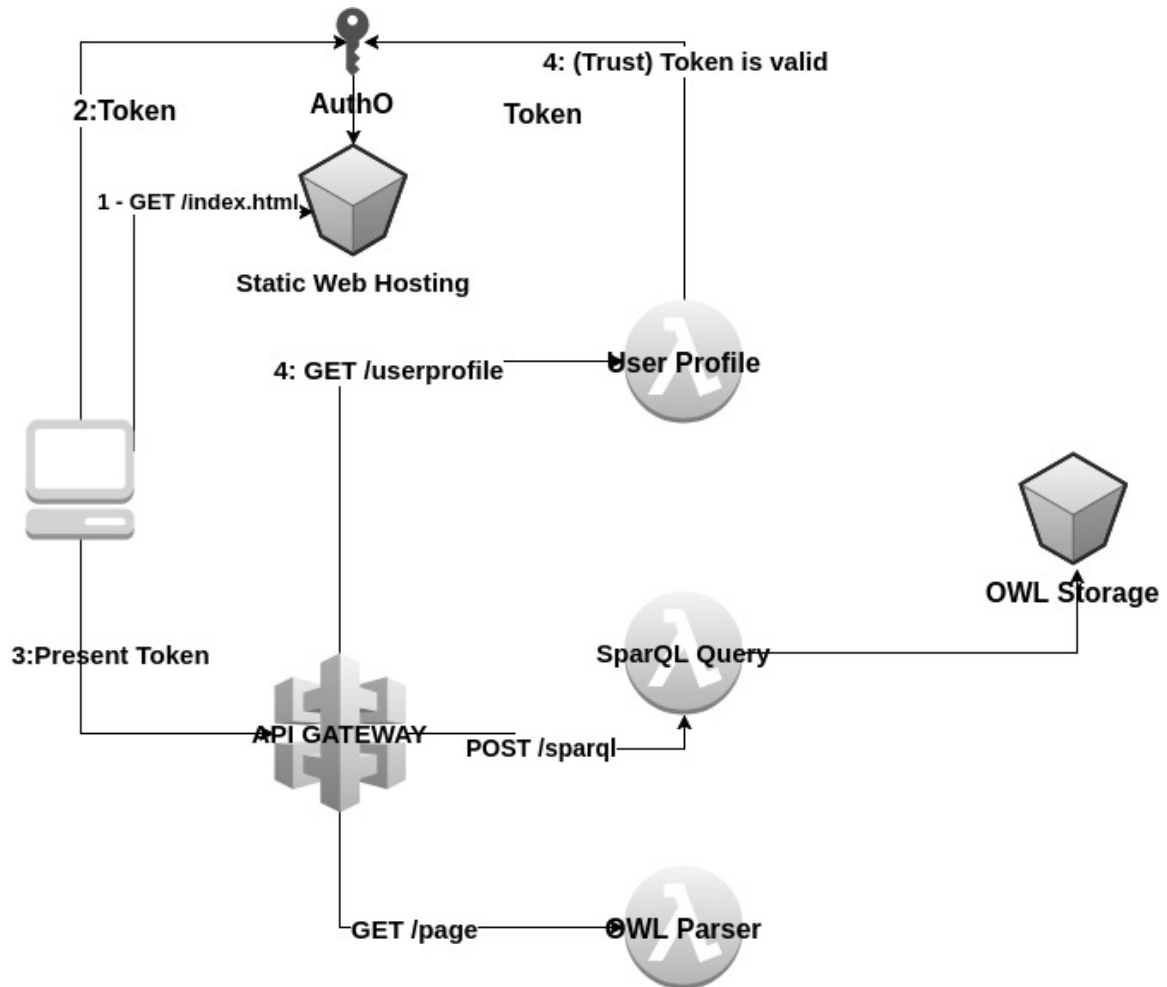 4: (Trust) Token is valid
AuthO
2:Token
Token
1 - GET /index.html
Static Web Hosting
4: GET /userprofile
User Profile
OWL Storage
3:Present Token
SparQL Query
API GATEWAY
POST /sparql
GET /page
OWL Parser